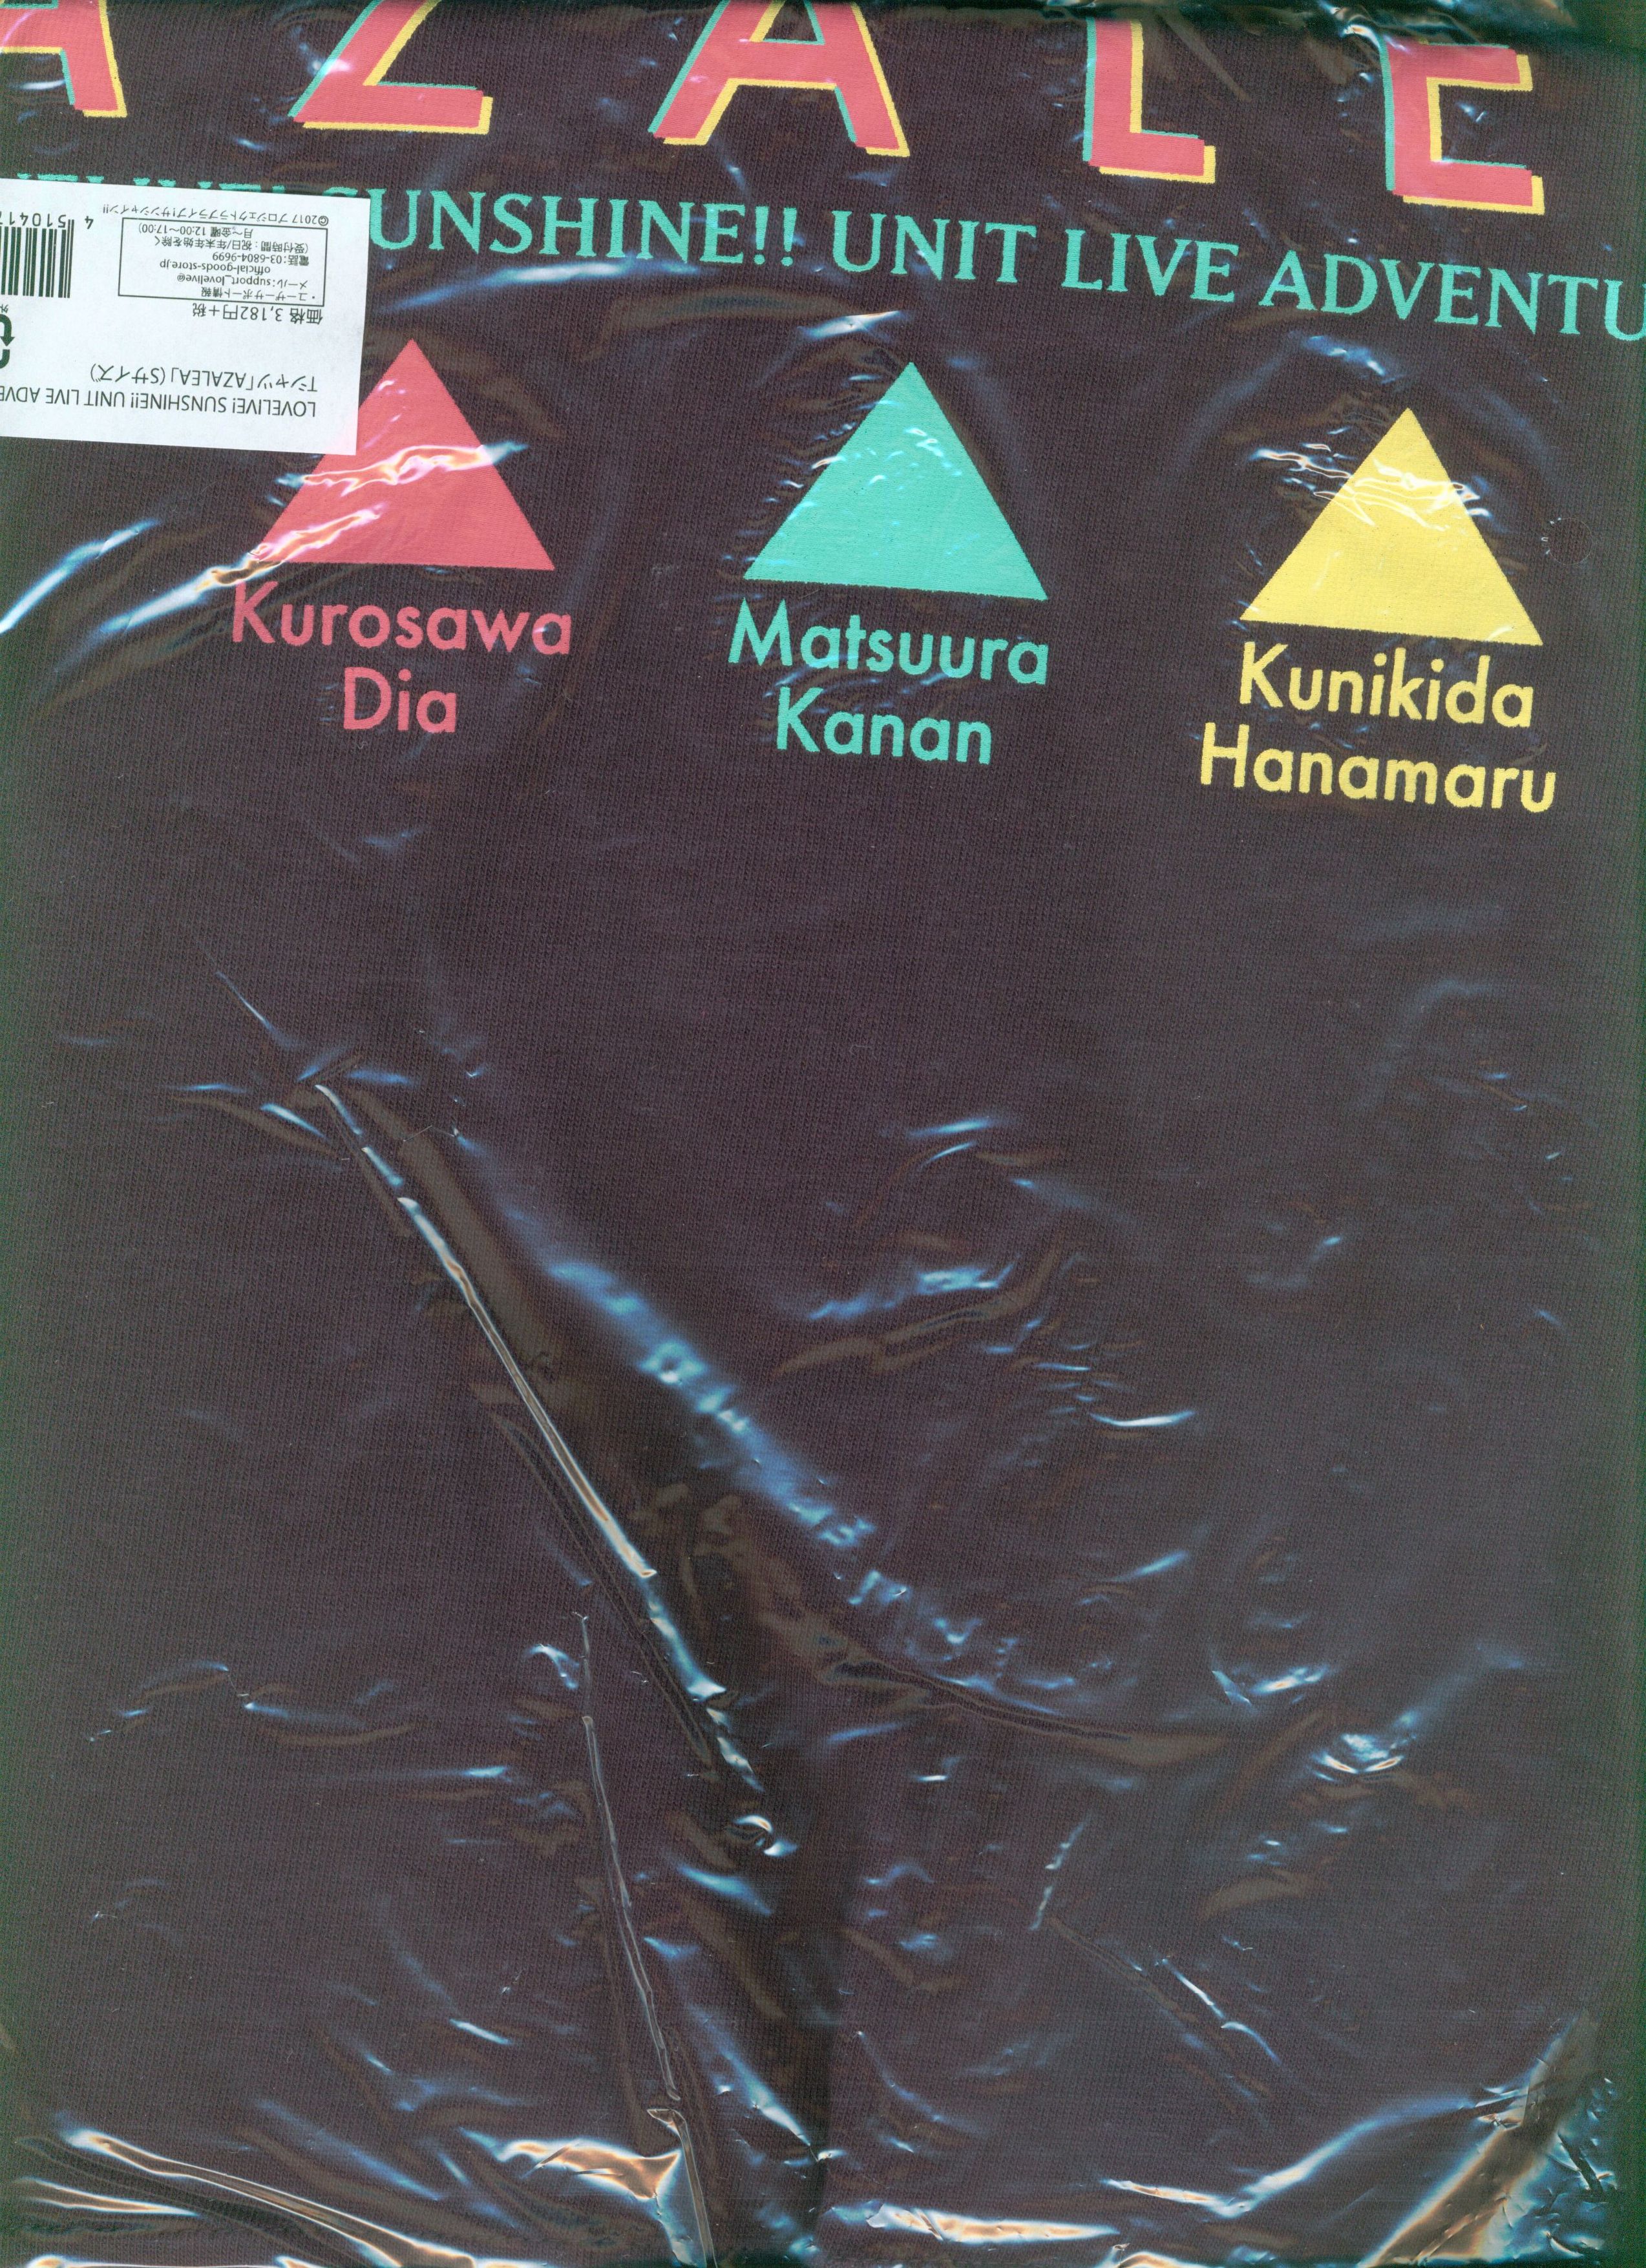 AZALE
SUNSHINE!! UNIT LIVE ADVENTU
Kurosawa
Dia
Matsuura
Kanan
Kunikida
Hanamaru
LOVELIVE! SUNSHINE!! UNIT LIVE ADVE
Tシャツ「AZALEA」(Sサイズ)
価格 3,182円+税
・ユーザーサポート情報
メール:support_lovelive@
official-goods-store.jp
電話:03-6804-9699
(受付時間:祝日/年末年始を除く
月~金曜 12:00~17:00)
©2017 プロジェクトラブライブ!サンシャイン!!
4 51041